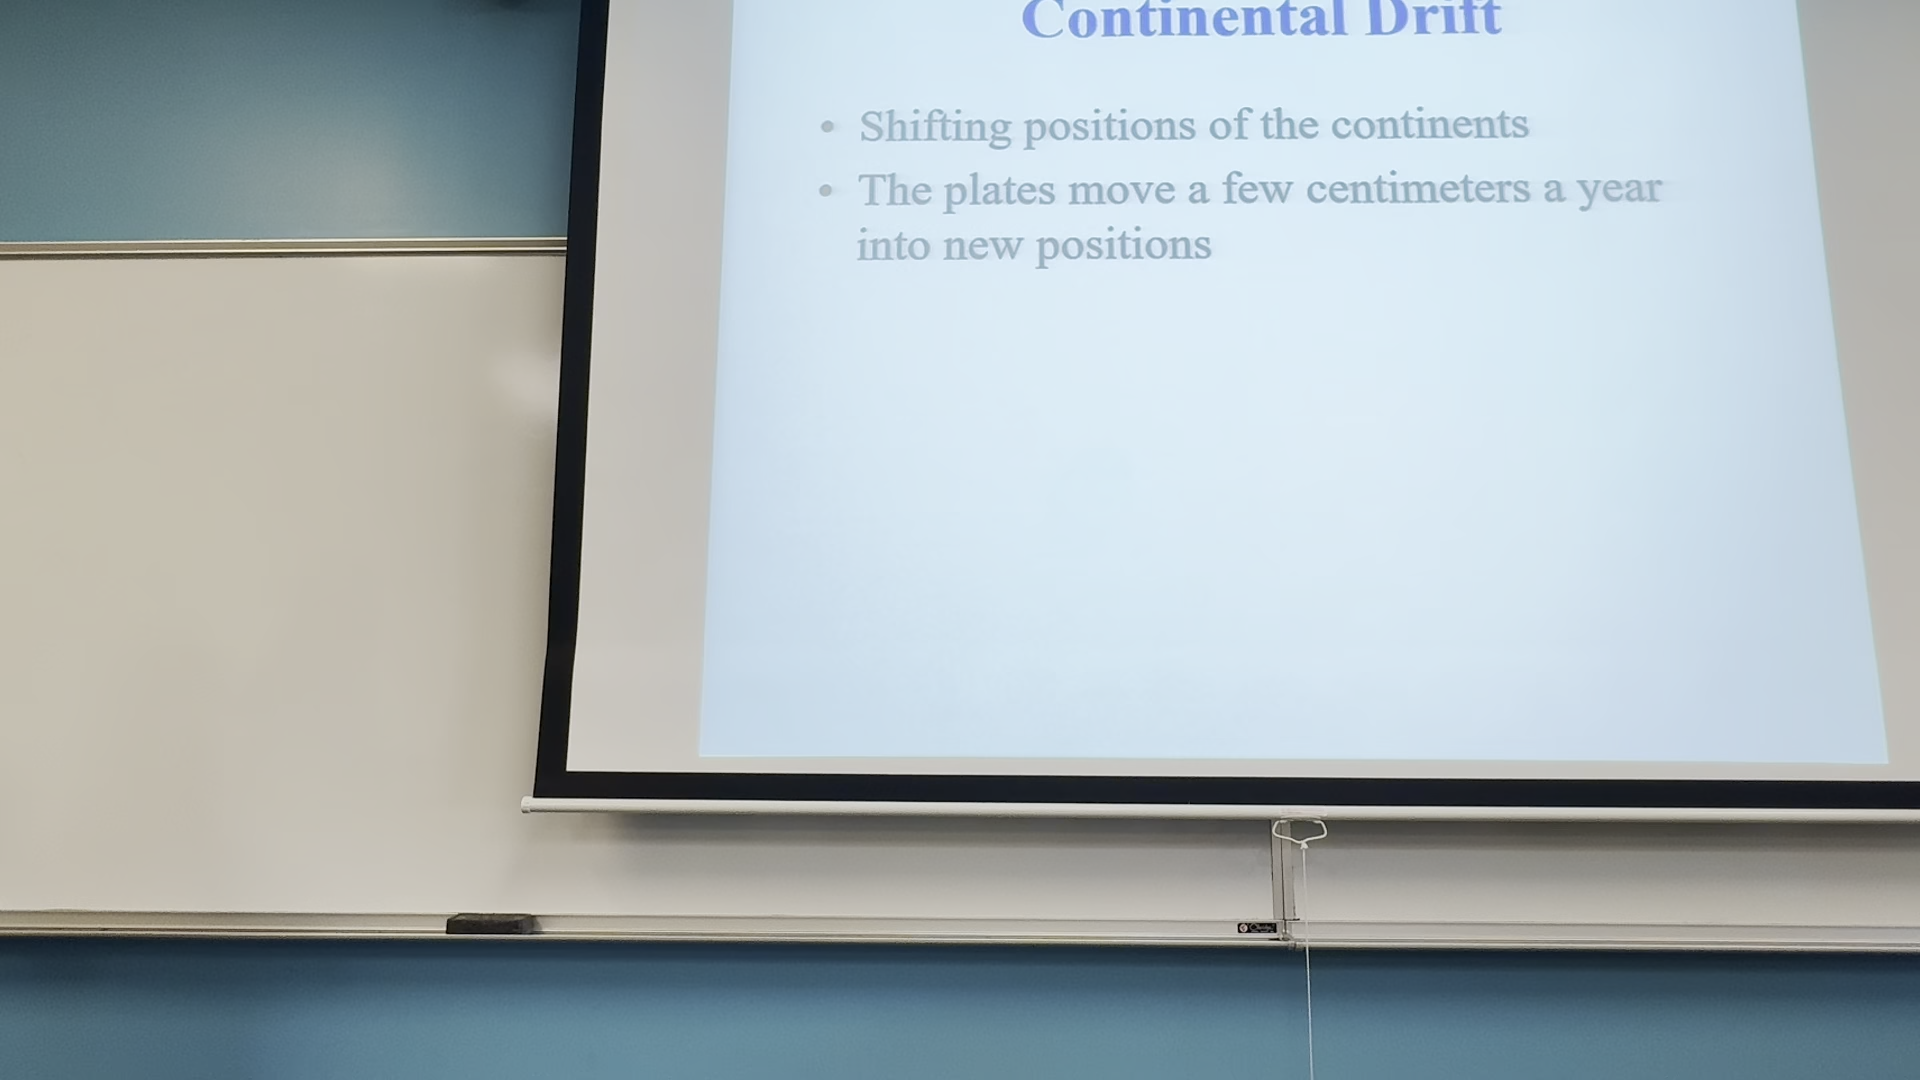 Continental Drift
• Shifting positions of the continents
• The plates move a few centimeters a year
into new positions